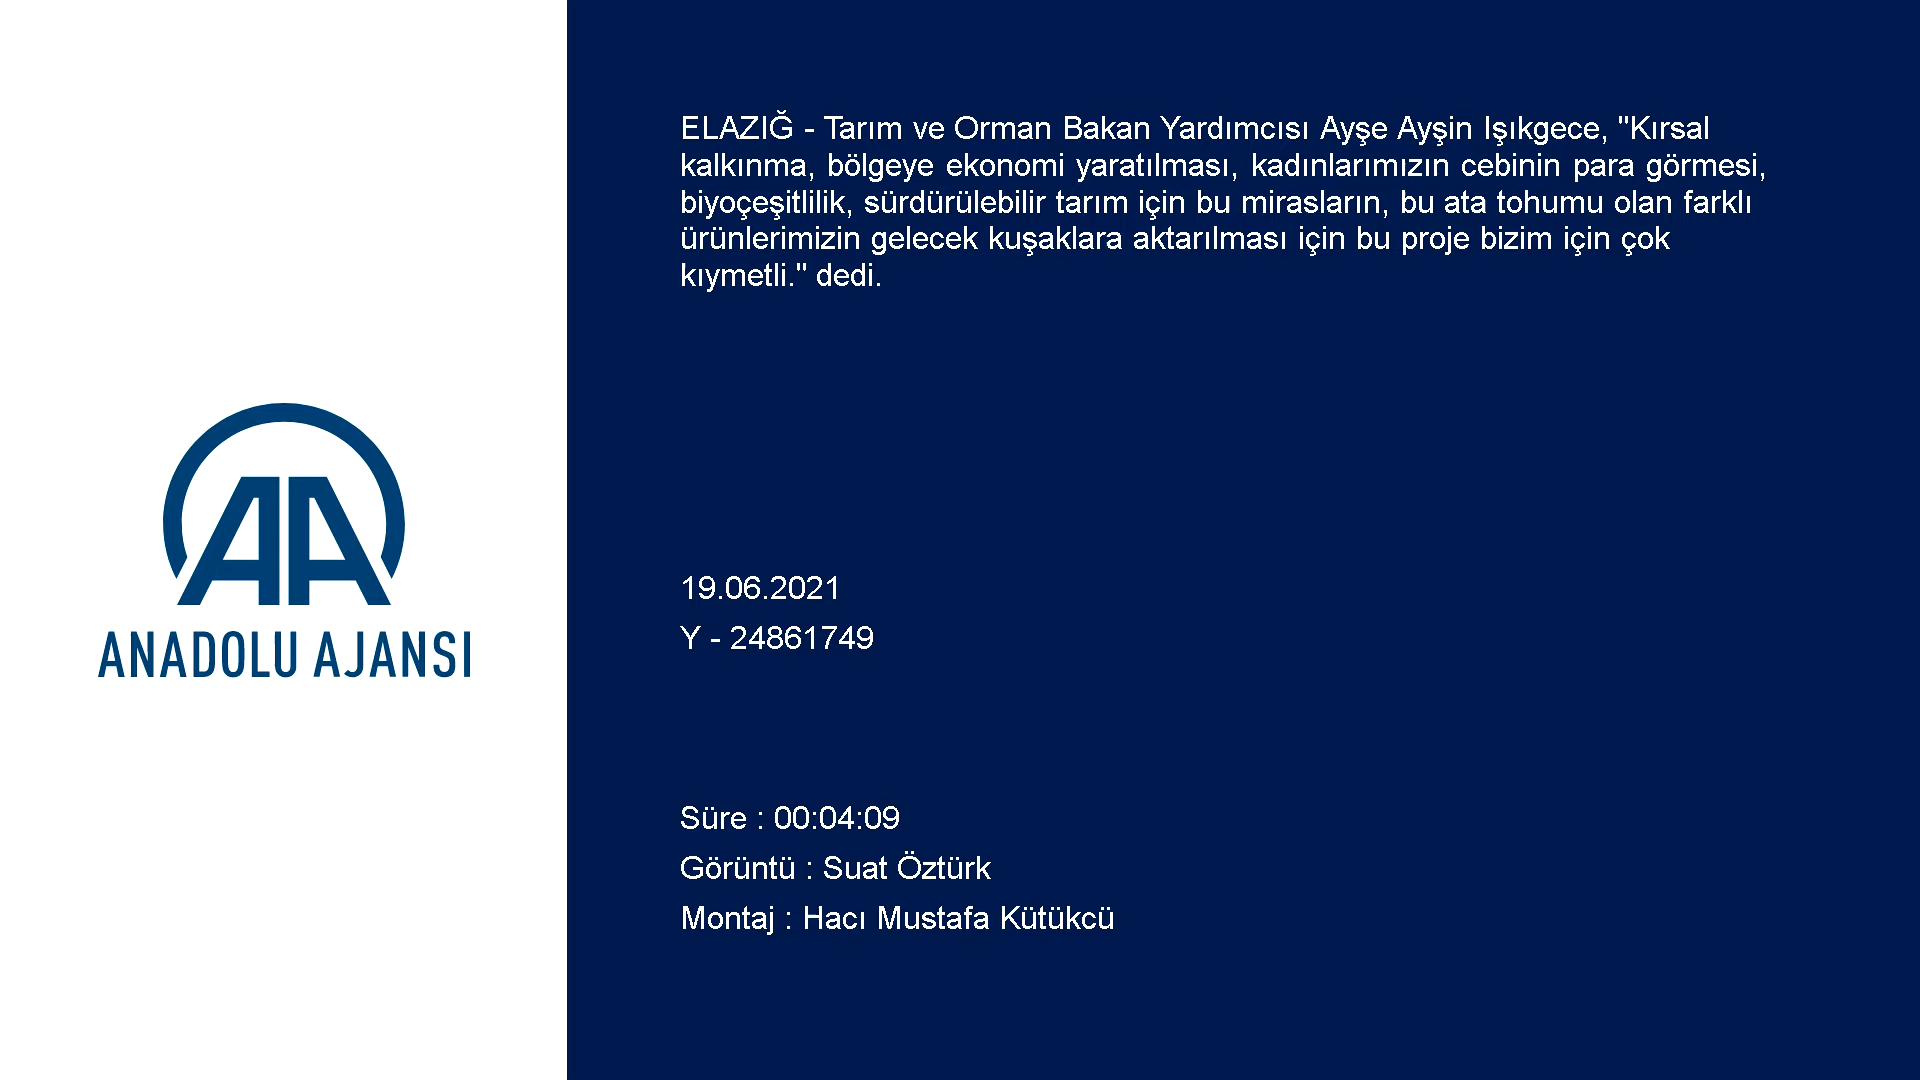 ELAZIĞ - Tarım ve Orman Bakan Yardımcısı Ayşe Ayşin Işıkgece, "Kırsal
kalkınma, bölgeye ekonomi yaratılması, kadınlarımızın cebinin para görmesi,
biyoçeşitlilik, sürdürülebilir tarım için bu mirasların, bu ata tohumu olan farklı
ürünlerimizin gelecek kuşaklara aktarılması için bu proje bizim için çok
kıymetli." dedi.
AA
ANADOLU AJANSI
19.06.2021
Y - 24861749
Süre : 00:04:09
Görüntü : Suat Öztürk
Montaj : Hacı Mustafa Kütükcü